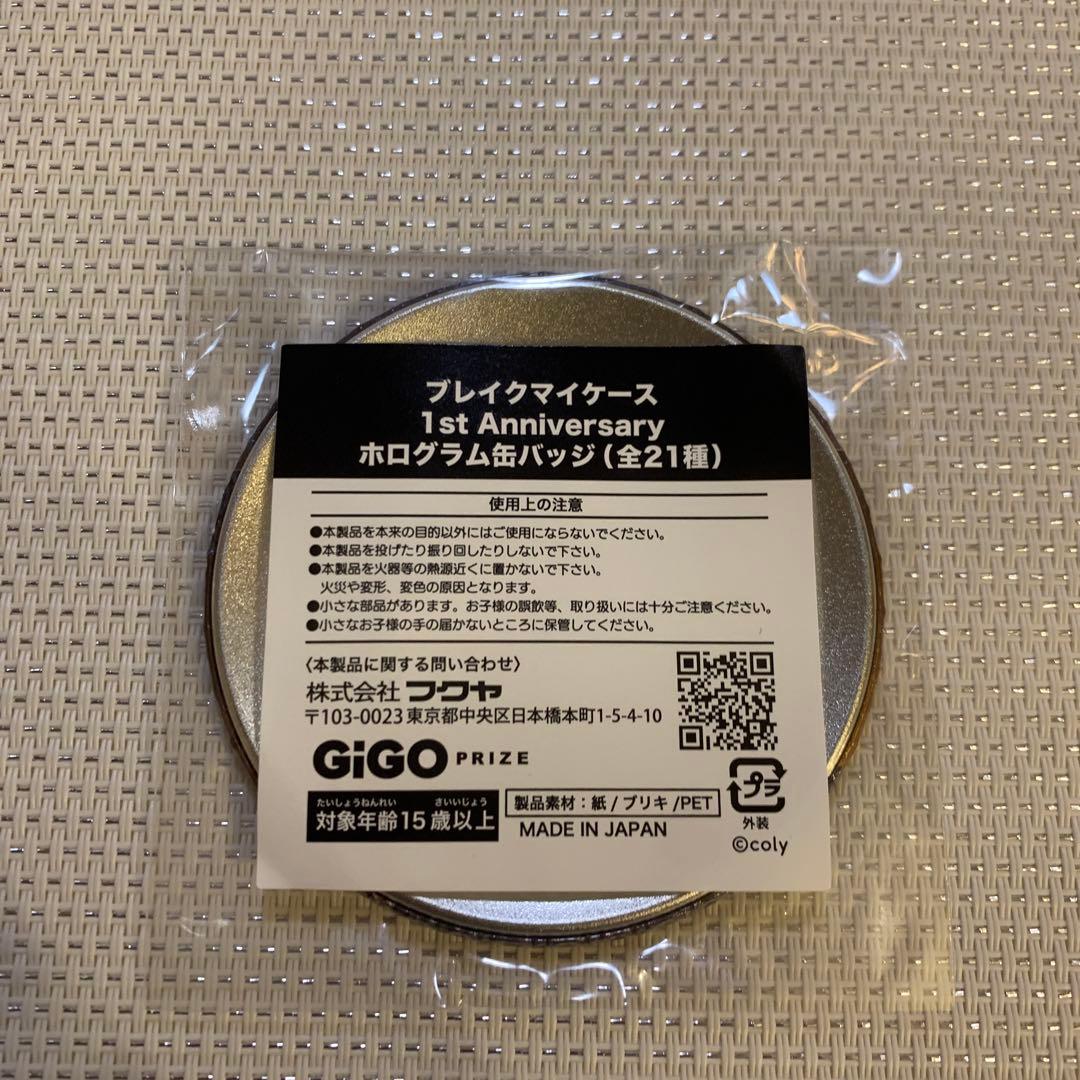 ブレイクマイケース
1st Anniversary
ホログラム缶バッジ(全21種)
使用上の注意
●本製品を本来の目的以外にはご使用にならないでください。
●本製品を投げたり振り回したりしないで下さい。
●本製品を火器等の熱源近くに置かないで下さい。
火災や変形、変色の原因となります。
●小さな部品があります。お子様の誤飲等、取り扱いには十分ご注意ください。
●小さなお子様の手の届かないところに保管してください。
〈本製品に関する問い合わせ〉
株式会社フクヤ
〒103-0023 東京都中央区日本橋本町1-5-4-10
GiGO PRIZE
たいしょうねんれい さいいじょう
対象年齢15歳以上
製品素材:紙/ブリキ/PET
MADE IN JAPAN
プラ
外装
©coly